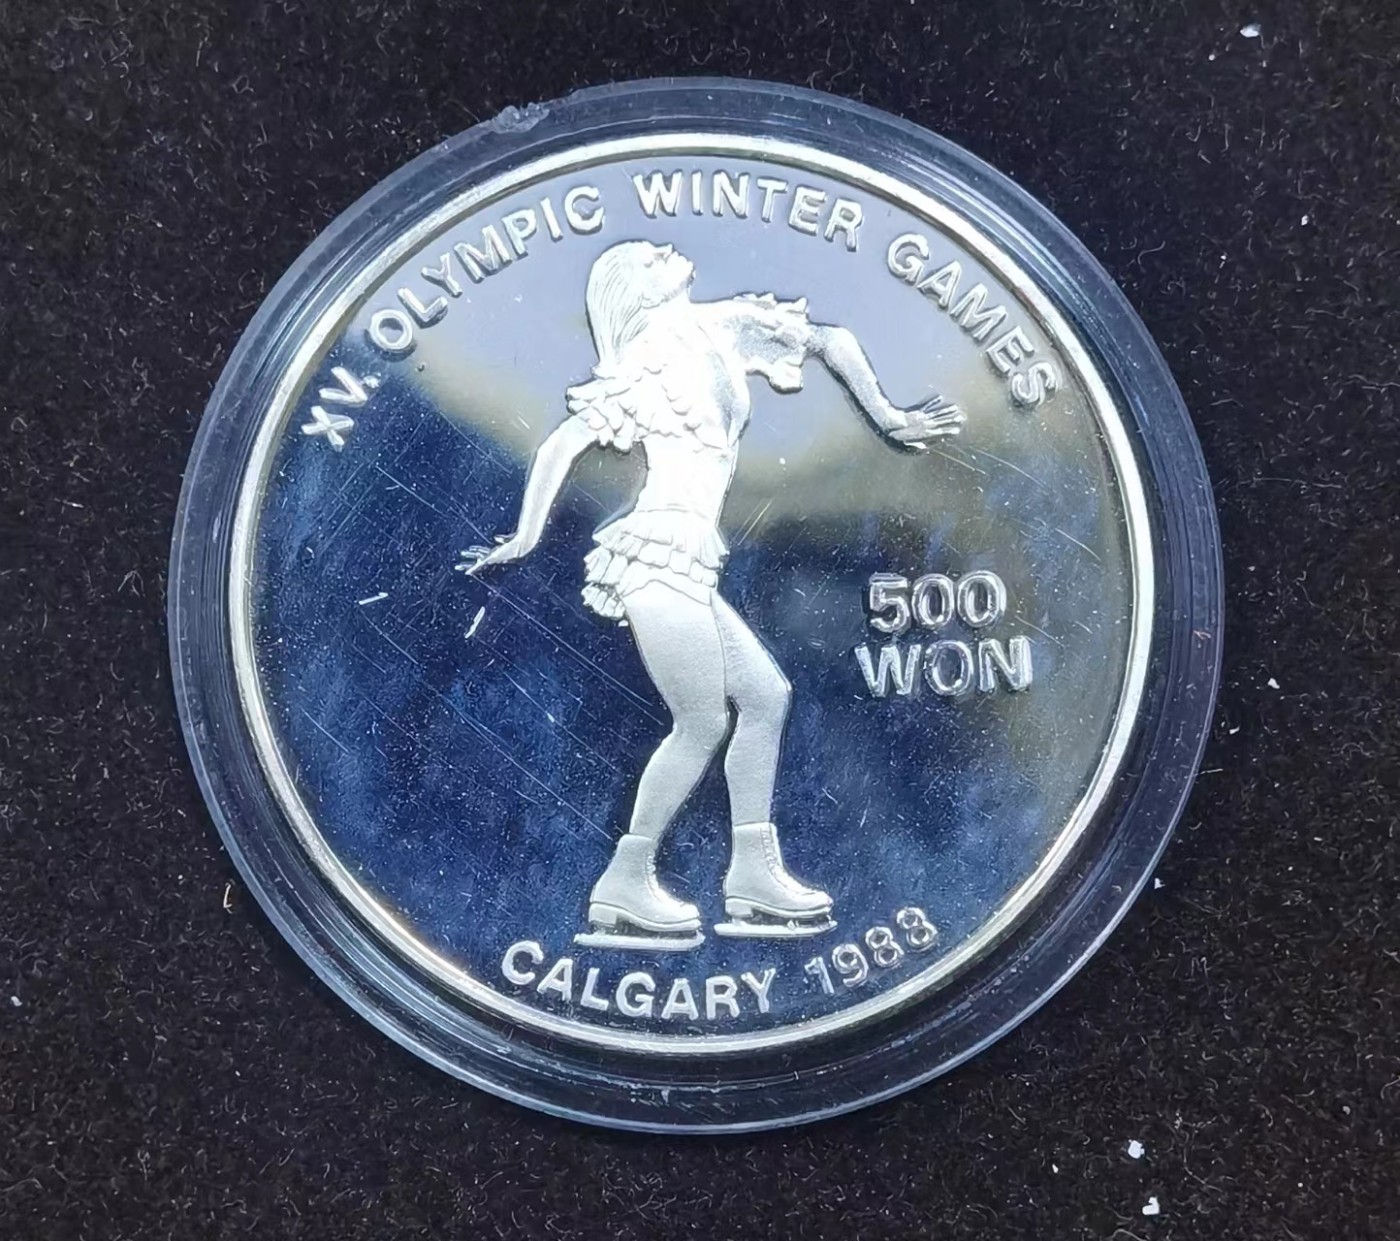 XV. OLYMPIC WINTER GAMES
500
WON
CALGARY 1988